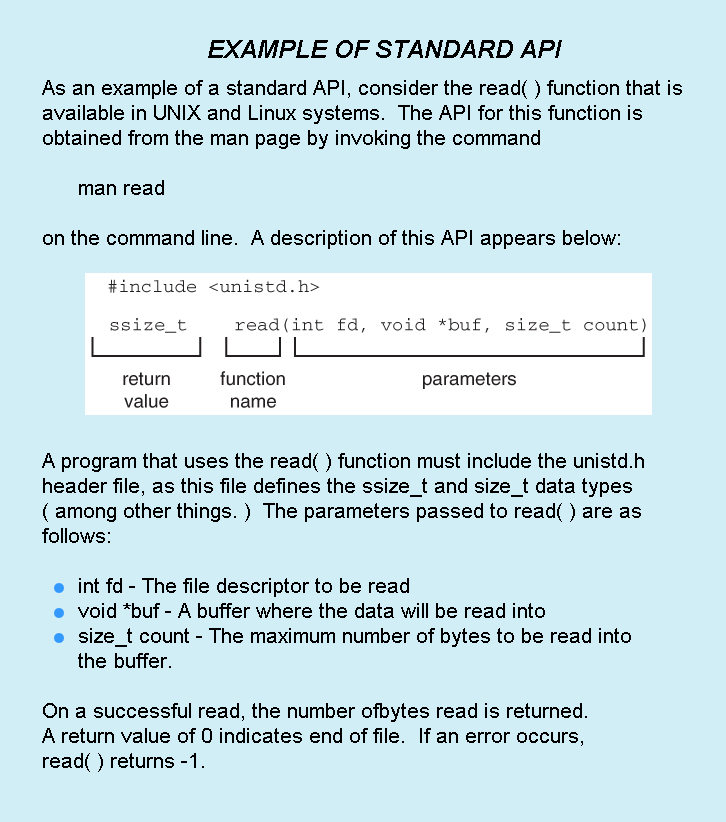 EXAMPLE OF STANDARD API
As an example of a standard API, consider the read( ) function that is
available in UNIX and Linux systems.  The API for this function is
obtained from the man page by invoking the command
man read
on the command line.  A description of this API appears below:
#include <unistd.h>
ssize_t read(int fd, void *buf, size_t count)
return function parameters
value name
A program that uses the read( ) function must include the unistd.h
header file, as this file defines the ssize_t and size_t data types
( among other things. )  The parameters passed to read( ) are as
follows:
int fd - The file descriptor to be read
void *buf - A buffer where the data will be read into
size_t count - The maximum number of bytes to be read into
the buffer.
On a successful read, the number ofbytes read is returned.
A return value of 0 indicates end of file.  If an error occurs,
read( ) returns -1.